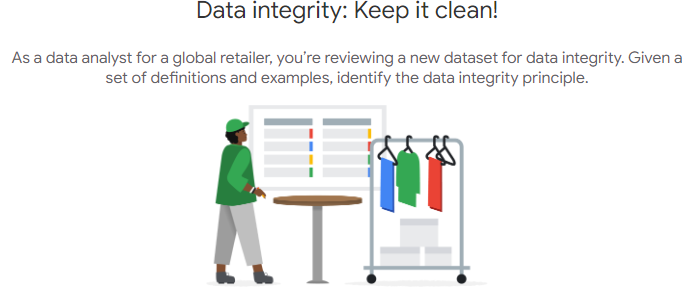 Data integrity: Keep it clean!
As a data analyst for a global retailer, you're reviewing a new dataset for data integrity. Given a
set of definitions and examples, identify the data integrity principle.